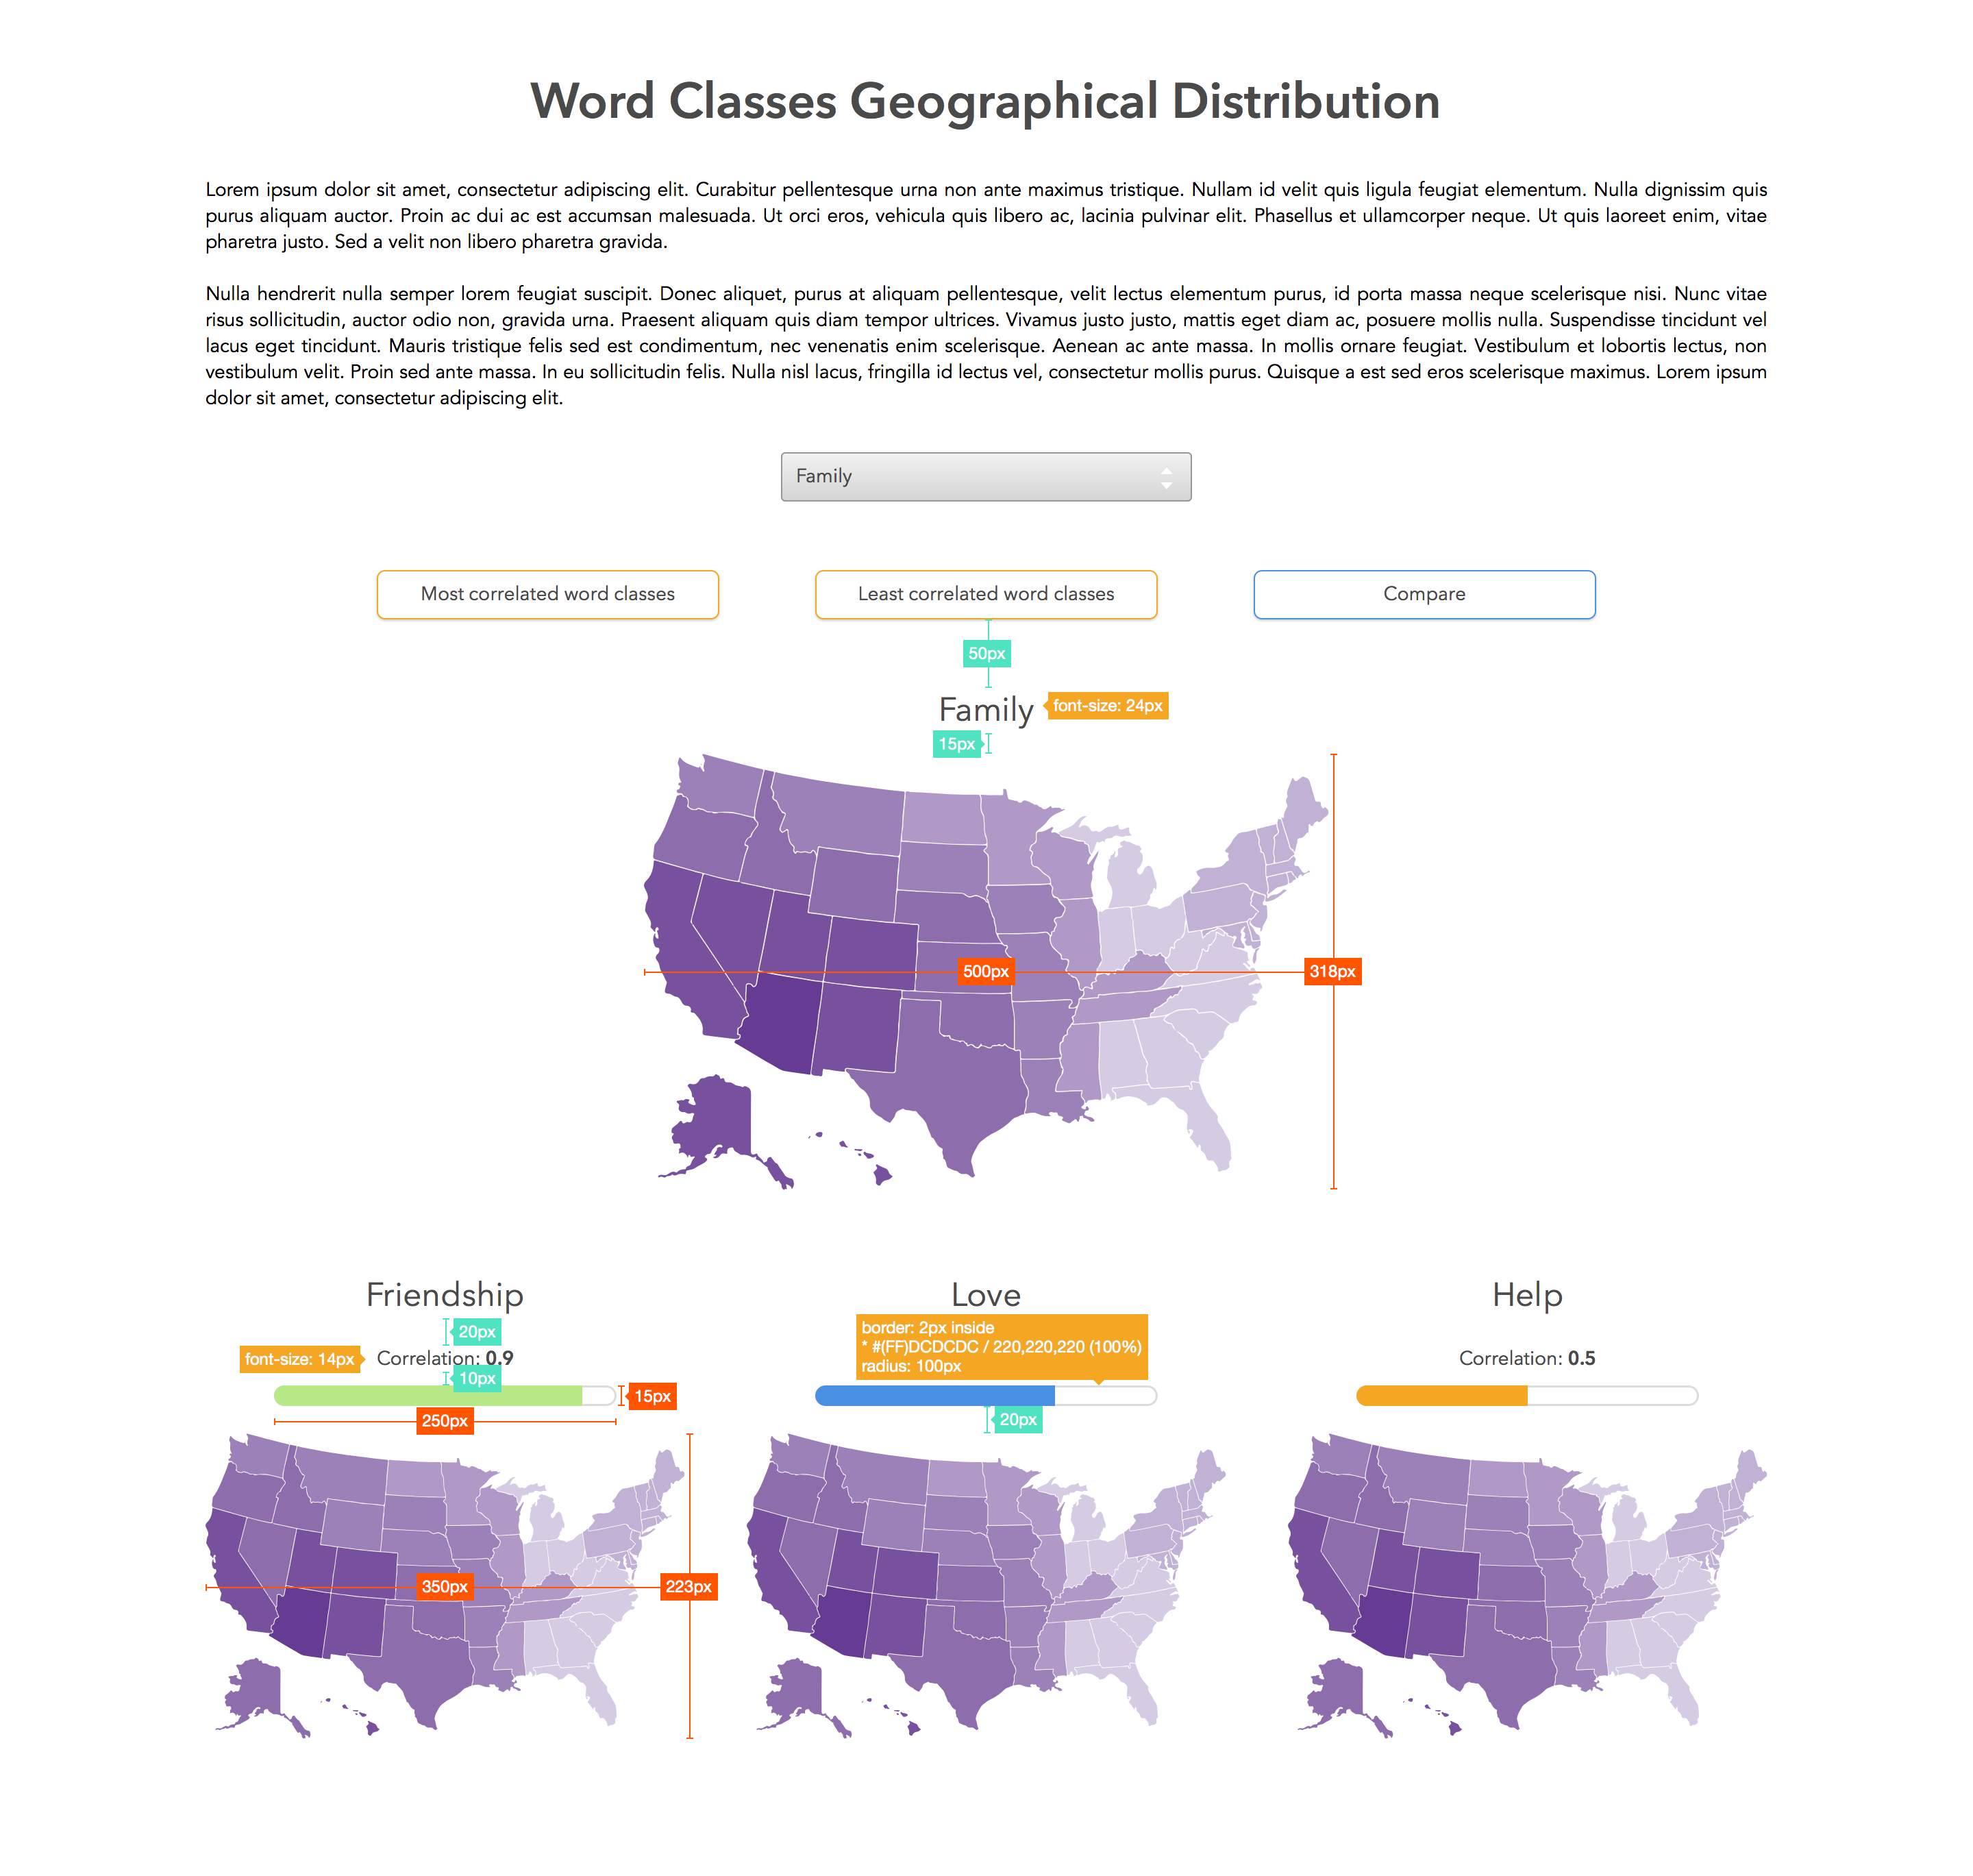 Word Classes Geographical Distribution
Lorem ipsum dolor sit amet, consectetur adipiscing elit. Curabitur pellentesque urna non ante maximus tristique. Nullam id velit quis ligula feugiat elementum. Nulla dignissim quis
purus aliquam auctor. Proin ac dui ac est accumsan malesuada. Ut orci eros, vehicula quis libero ac, lacinia pulvinar elit. Phasellus et ullamcorper neque. Ut quis laoreet enim, vitae
pharetra justo. Sed a velit non libero pharetra gravida.
Nulla hendrerit nulla semper lorem feugiat suscipit. Donec aliquet, purus at aliquam pellentesque, velit lectus elementum purus, id porta massa neque scelerisque nisi. Nunc vitae
risus sollicitudin, auctor odio non, gravida urna. Praesent aliquam quis diam tempor ultrices. Vivamus justo justo, mattis eget diam ac, posuere mollis nulla. Suspendisse tincidunt vel
lacus eget tincidunt. Mauris tristique felis sed est condimentum, nec venenatis enim scelerisque. Aenean ac ante massa. In mollis ornare feugiat. Vestibulum et lobortis lectus, non
vestibulum velit. Proin sed ante massa. In eu sollicitudin felis. Nulla nisl lacus, fringilla id lectus vel, consectetur mollis purus. Quisque a est sed eros scelerisque maximus. Lorem ipsum
dolor sit amet, consectetur adipiscing elit.
Family
Most correlated word classes
Least correlated word classes
Compare
50px
Family
font-size: 24px
15px
500px
318px
Friendship
20px
font-size: 14px
Correlation: 0.9
10px
15px
250px
350px
223px
Love
border: 2px inside
* #(FF)DCDCDC / 220,220,220 (100%)
radius: 100px
20px
Help
Correlation: 0.5